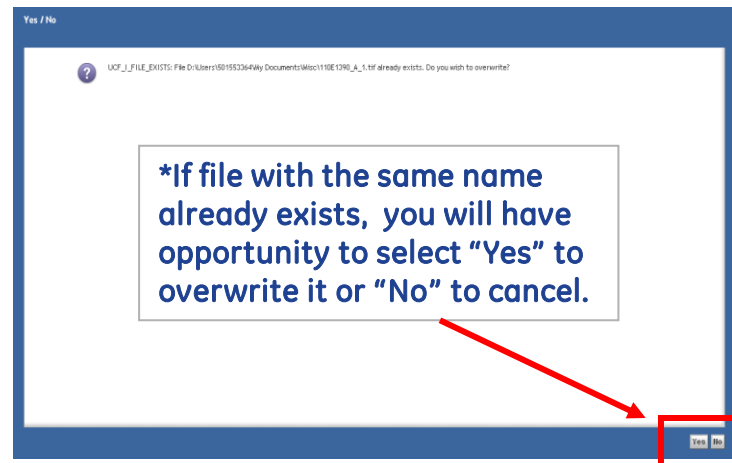 Yes / No
UCF_I_FILE_EXISTS: File D:\Users\501553364\My Documents\Misc\110E1390_A_1.tif already exists. Do you wish to overwrite?
*If file with the same name
already exists,  you will have
opportunity to select “Yes” to
overwrite it or “No” to cancel.
Yes No